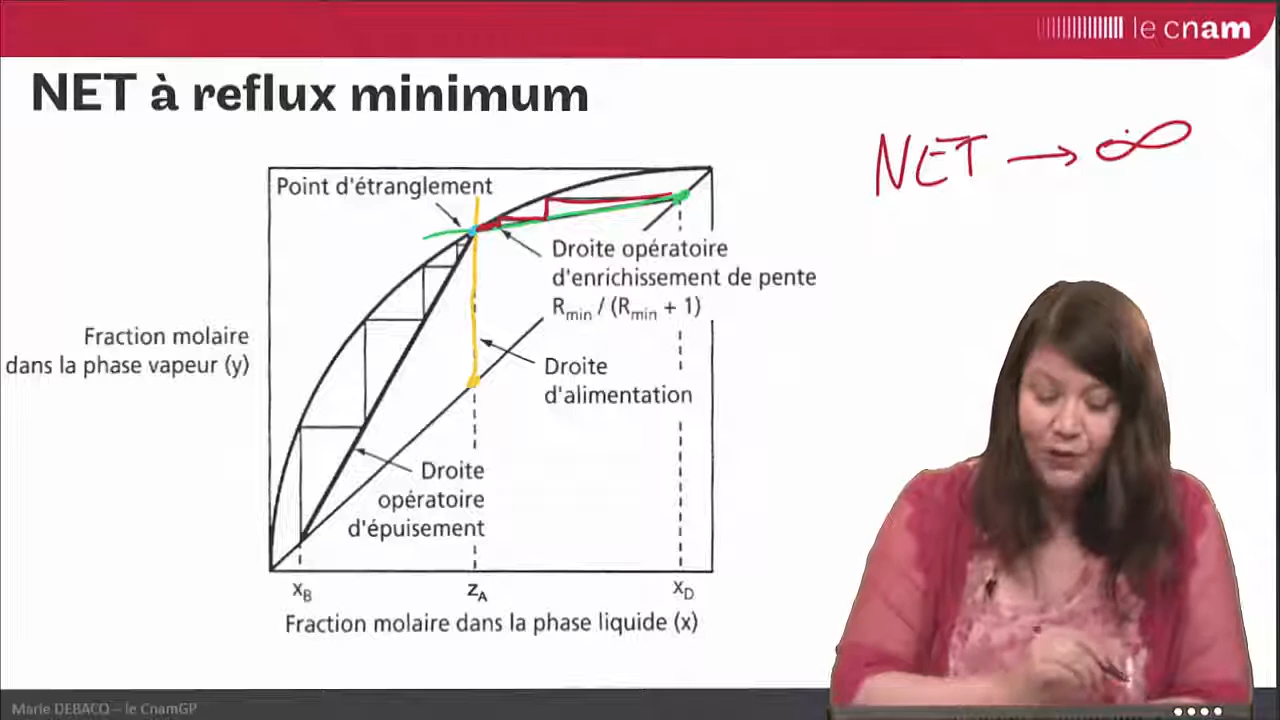 le cnam
NET à reflux minimum
NET → ∞
Point d'étranglement
Droite opératoire
d'enrichissement de pente
Rmin / (Rmin + 1)
Fraction molaire
dans la phase vapeur (y)
Droite
d'alimentation
Droite
opératoire
d'épuisement
xB
zA
xD
Fraction molaire dans la phase liquide (x)
Marie DEBACQ – le CnamGP